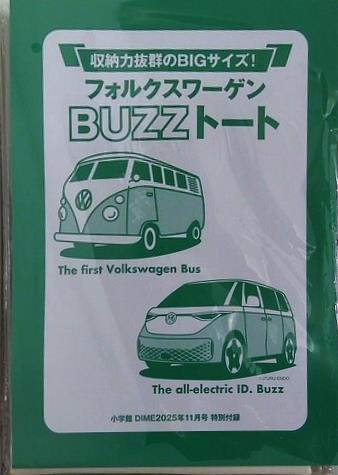 収納力抜群のBIGサイズ!
フォルクスワーゲン
BUZZトート
The first Volkswagen Bus
©IZURU ENDO
The all-electric ID. Buzz
小学館 DIME2025年11月号 特別付録